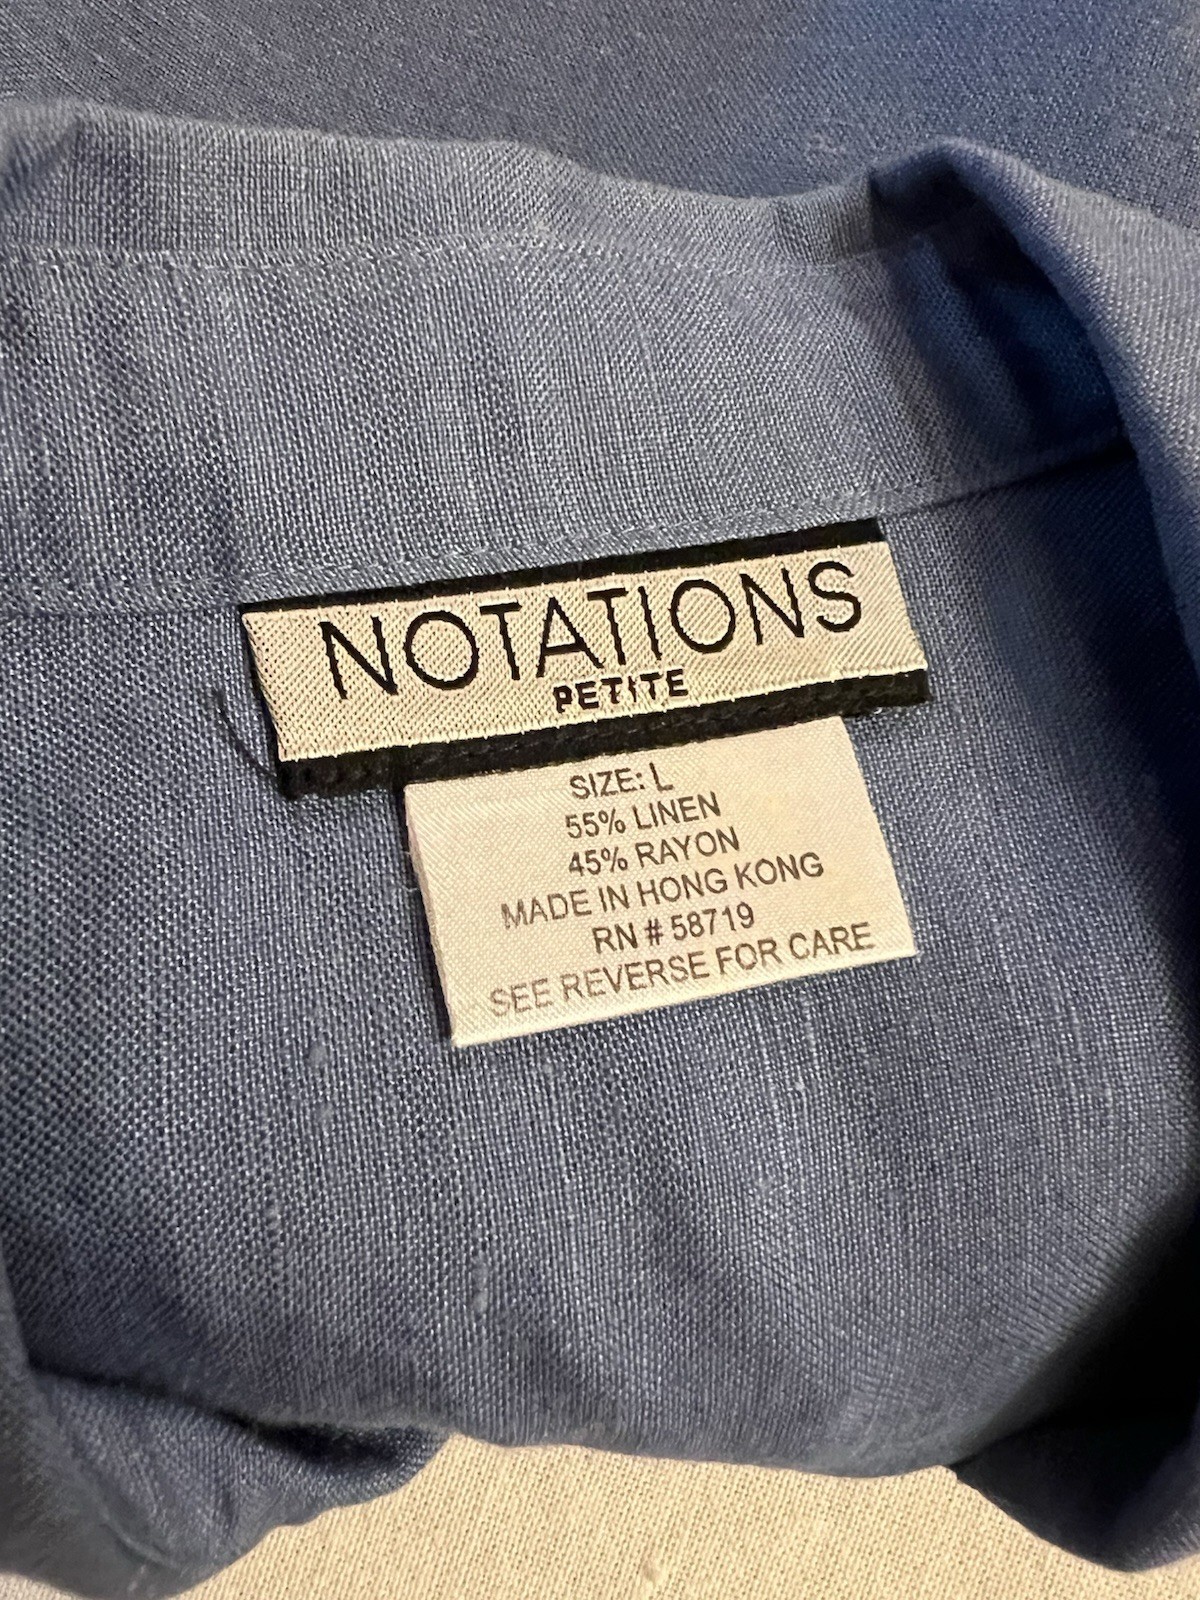 NOTATIONS
PETITE
SIZE: L
55% LINEN
45% RAYON
MADE IN HONG KONG
RN # 58719
SEE REVERSE FOR CARE